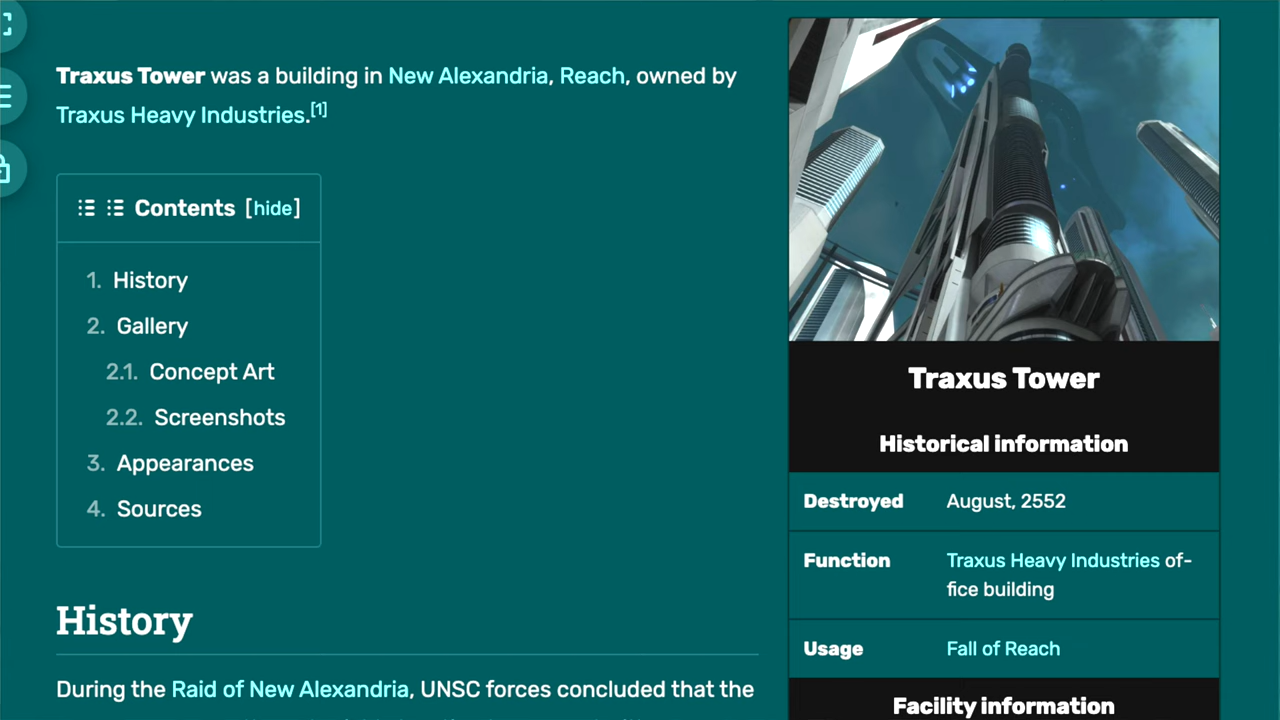 Traxus Tower was a building in New Alexandria, Reach, owned by
Traxus Heavy Industries.[1]
Contents [hide]
1. History
2. Gallery
2.1. Concept Art
2.2. Screenshots
3. Appearances
4. Sources
History
During the Raid of New Alexandria, UNSC forces concluded that the
Traxus Tower
Historical information
Destroyed August, 2552
Function Traxus Heavy Industries of-
fice building
Usage Fall of Reach
Facility information